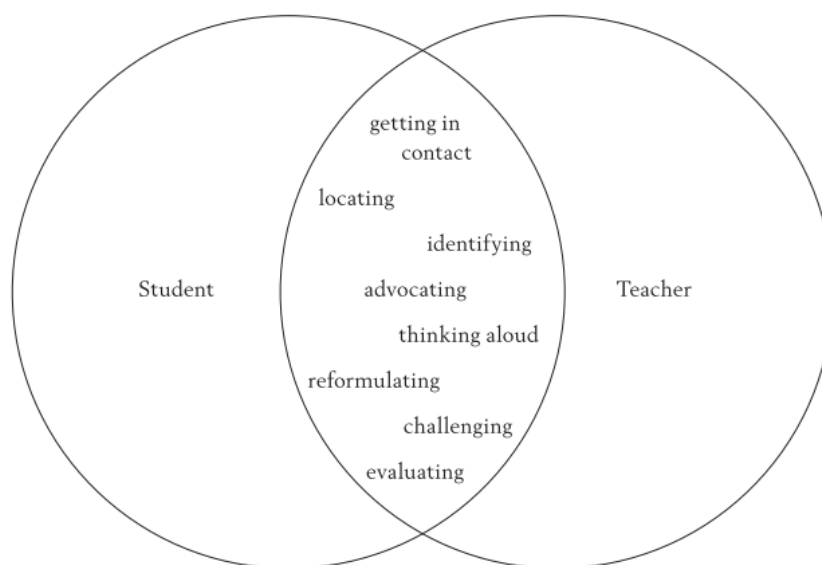 getting in
contact
locating
identifying
Student
advocating
Teacher
thinking aloud
reformulating
challenging
evaluating